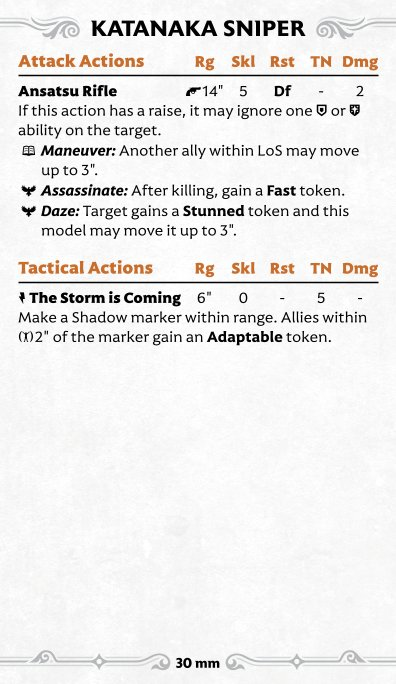 KATANAKA SNIPER
Attack Actions Rg Skl Rst TN Dmg
Ansatsu Rifle 14" 5 Df - 2
If this action has a raise, it may ignore one or
ability on the target.
Maneuver: Another ally within LoS may move
up to 3".
Assassinate: After killing, gain a Fast token.
Daze: Target gains a Stunned token and this
model may move it up to 3".
Tactical Actions Rg Skl Rst TN Dmg
The Storm is Coming 6" 0 - 5 -
Make a Shadow marker within range. Allies within
2" of the marker gain an Adaptable token.
30 mm